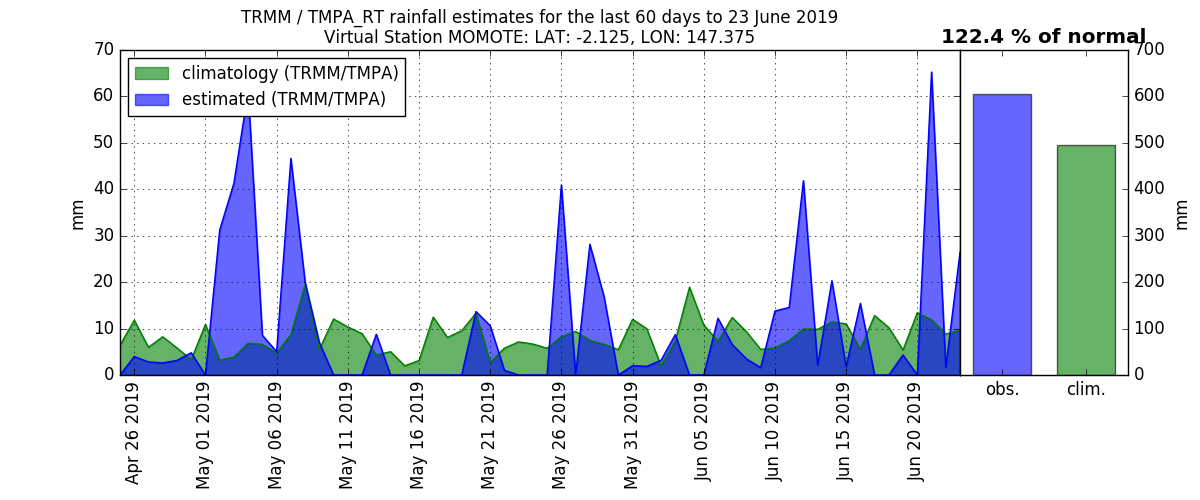 TRMM / TMPA_RT rainfall estimates for the last 60 days to 23 June 2019
Virtual Station MOMOTE: LAT: -2.125, LON: 147.375
122.4 % of normal
climatology (TRMM/TMPA)
estimated (TRMM/TMPA)
mm
70
60
50
40
30
20
10
0
Apr 26 2019
May 01 2019
May 06 2019
May 11 2019
May 16 2019
May 21 2019
May 26 2019
May 31 2019
Jun 05 2019
Jun 10 2019
Jun 15 2019
Jun 20 2019
obs.
clim.
700
600
500
400
300
200
100
0
mm